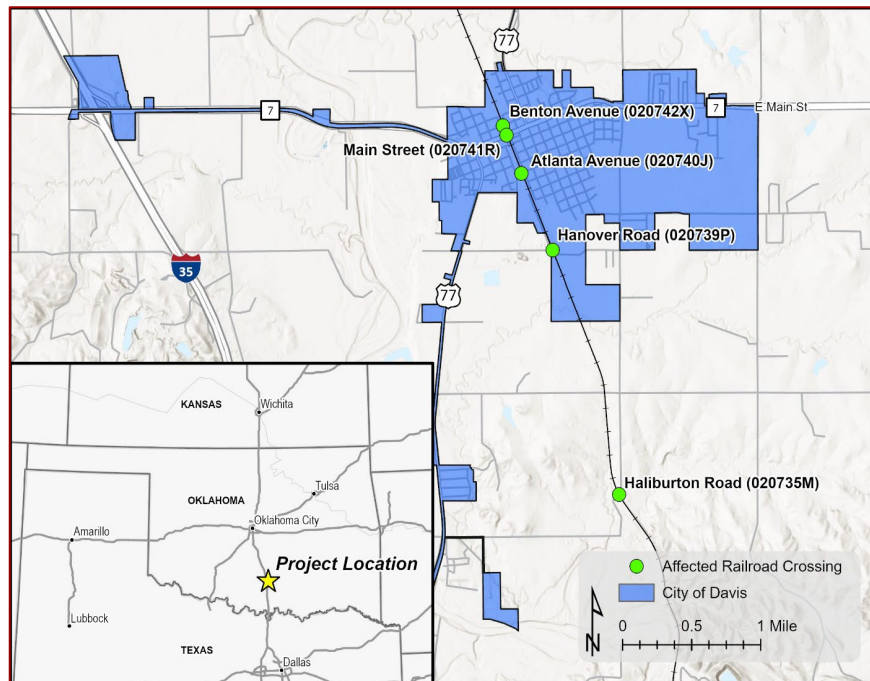 77
7
7
E Main St
Benton Avenue (020742X)
Main Street (020741R)
Atlanta Avenue (020740J)
Hanover Road (020739P)
35
77
Haliburton Road (020735M)
KANSAS
Wichita
Tulsa
OKLAHOMA
Oklahoma City
Amarillo
Project Location
Lubbock
TEXAS
Dallas
Affected Railroad Crossing
City of Davis
N
0 0.5 1 Mile